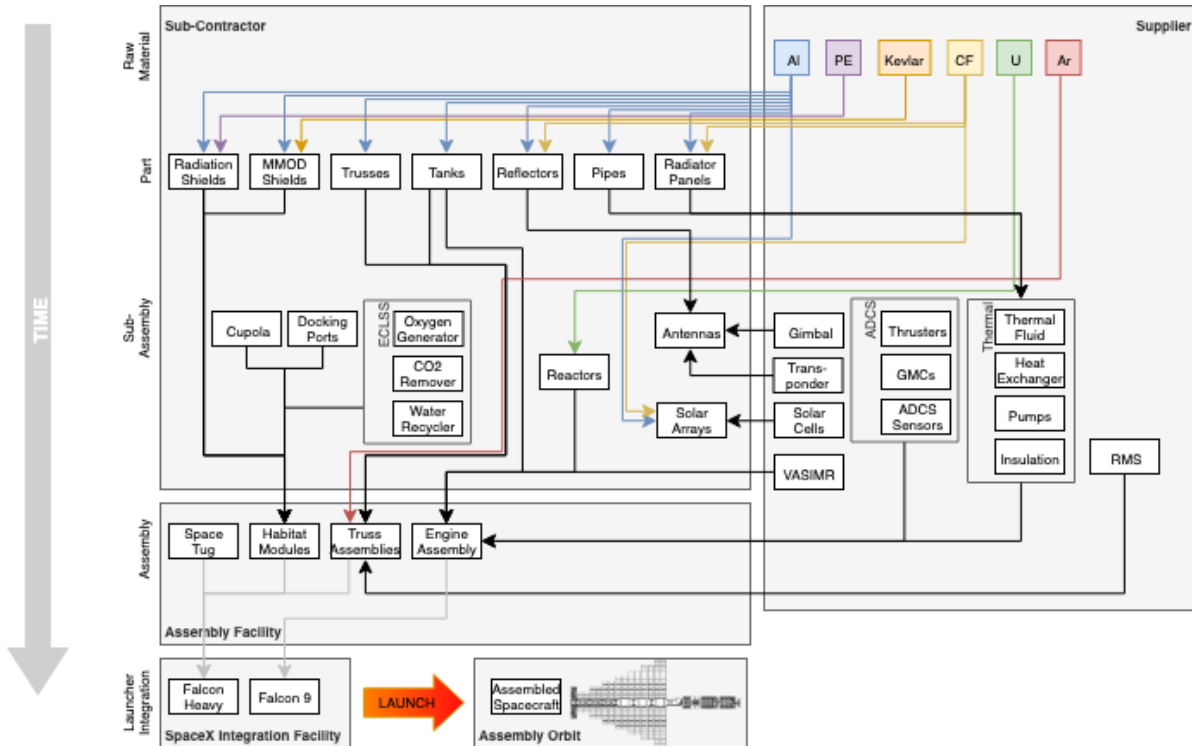 Sub-Contractor
Supplier
TIME
Raw
Material
Al
PE
Kevlar
CF
U
Ar
Part
Radiation
Shields
MMOD
Shields
Trusses
Tanks
Reflectors
Pipes
Radiator
Panels
Sub-
Assembly
Cupola
Docking
Ports
ECLSS
Oxygen
Generator
CO2
Remover
Water
Recycler
Reactors
Antennas
Solar
Arrays
Gimbal
Trans-
ponder
Solar
Cells
VASIMR
ADCS
Thrusters
GMCs
ADCS
Sensors
Thermal
Thermal
Fluid
Heat
Exchanger
Pumps
Insulation
RMS
Assembly
Space
Tug
Habitat
Modules
Truss
Assemblies
Engine
Assembly
Assembly Facility
Launcher
Integration
Falcon
Heavy
Falcon 9
SpaceX Integration Facility
LAUNCH
Assembled
Spacecraft
Assembly Orbit